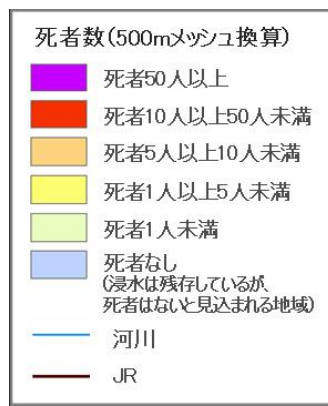 死者数(500mメッシュ換算)
死者50人以上
死者10人以上50人未満
死者5人以上10人未満
死者1人以上5人未満
死者1人未満
死者なし
(浸水は残存しているが、
死者はないと見込まれる地域)
河川
JR